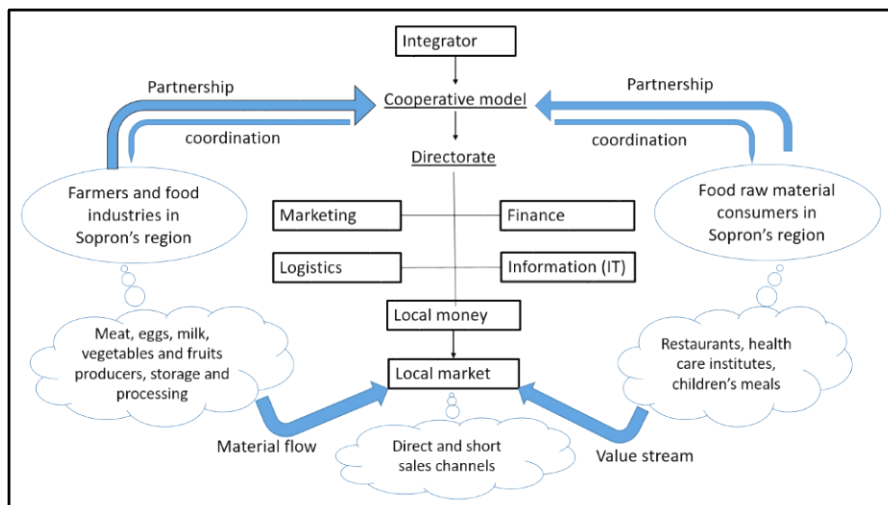 Integrator
Partnership
Partnership
Cooperative model
coordination
coordination
Directorate
Farmers and food
industries in
Sopron's region
Food raw material
consumers in
Sopron's region
Marketing
Finance
Logistics
Information (IT)
Local money
Meat, eggs, milk,
vegetables and fruits
producers, storage and
processing
Restaurants, health
care institutes,
children's meals
Local market
Material flow
Direct and short
sales channels
Value stream